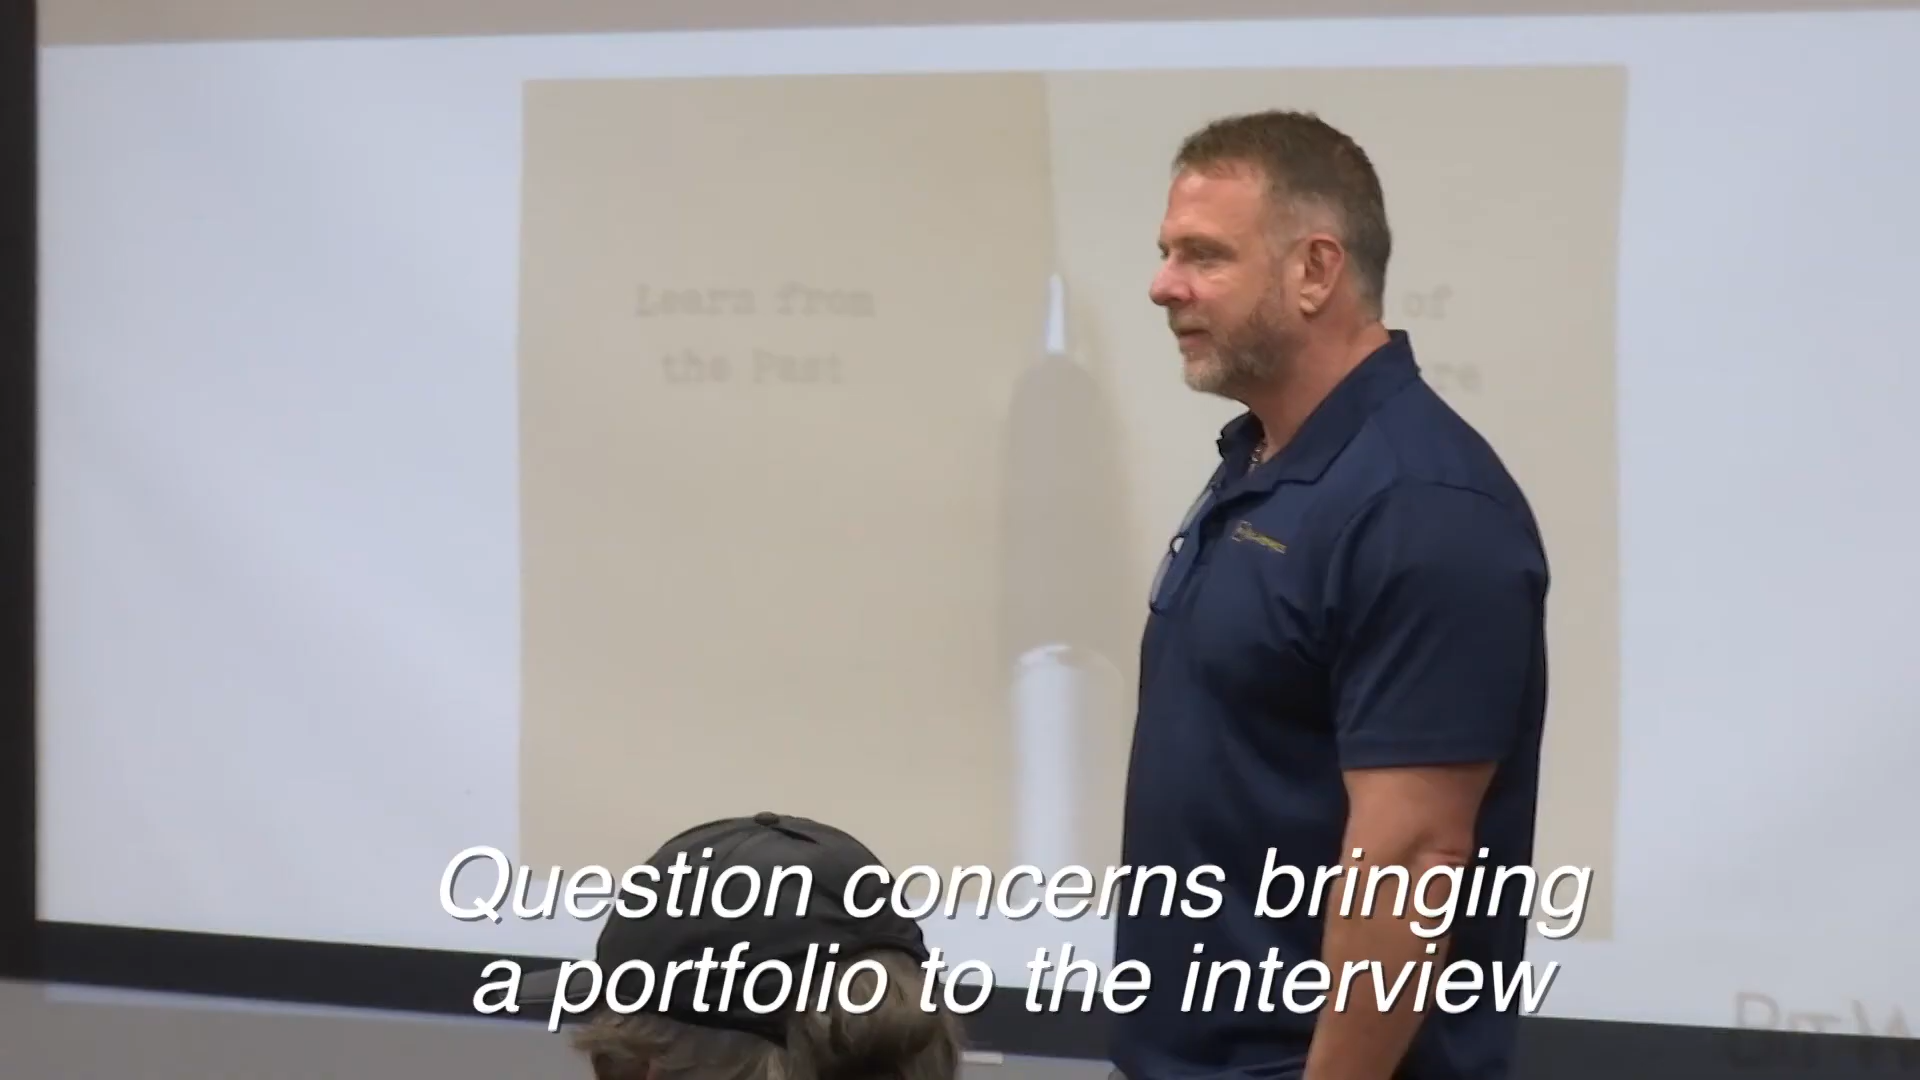 Learn from
the Past
of
Question concerns bringing
a portfolio to the interview